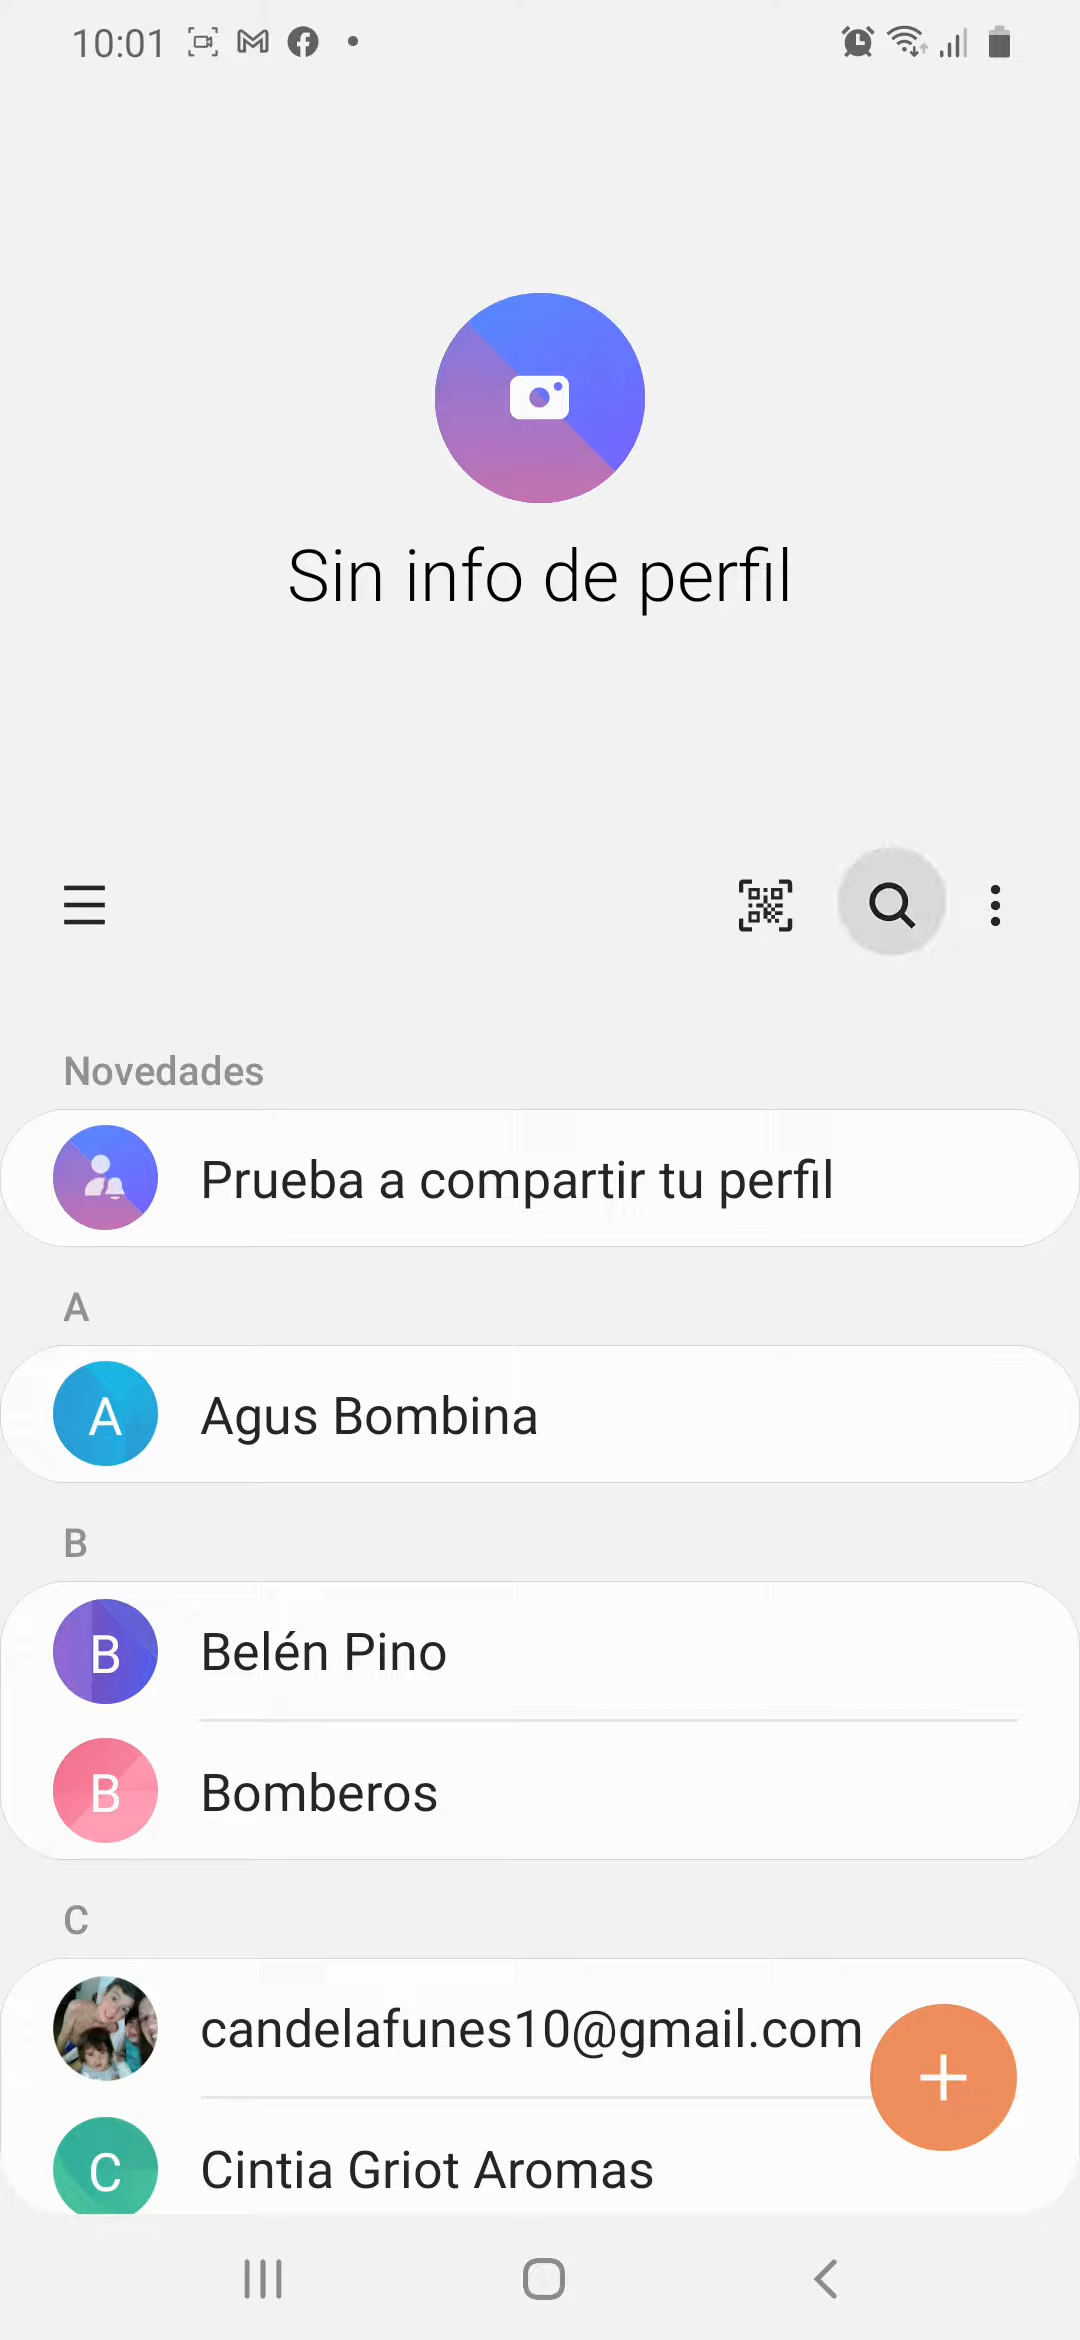 10:01
Sin info de perfil
Novedades
Prueba a compartir tu perfil
A
A
Agus Bombina
B
B
Belén Pino
B
Bomberos
C
candelafunes10@gmail.com
C
Cintia Griot Aromas